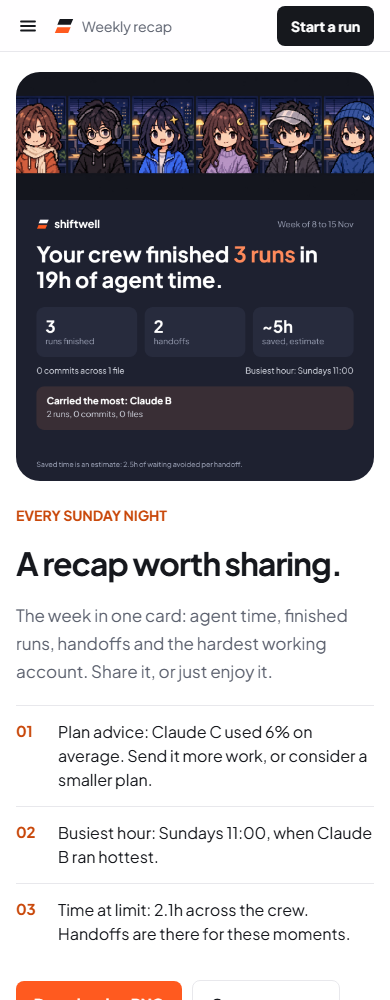 Weekly recap
Start a run
shiftwell
Week of 8 to 15 Nov
Your crew finished 3 runs in
19h of agent time.
3
runs finished
2
handoffs
~5h
saved, estimate
0 commits across 1 file
Busiest hour: Sundays 11:00
Carried the most: Claude B
2 runs, 0 commits, 0 files
Saved time is an estimate: 2.5h of waiting avoided per handoff.
EVERY SUNDAY NIGHT
A recap worth sharing.
The week in one card: agent time, finished
runs, handoffs and the hardest working
account. Share it, or just enjoy it.
01
Plan advice: Claude C used 6% on
average. Send it more work, or consider a
smaller plan.
02
Busiest hour: Sundays 11:00, when Claude
B ran hottest.
03
Time at limit: 2.1h across the crew.
Handoffs are there for these moments.